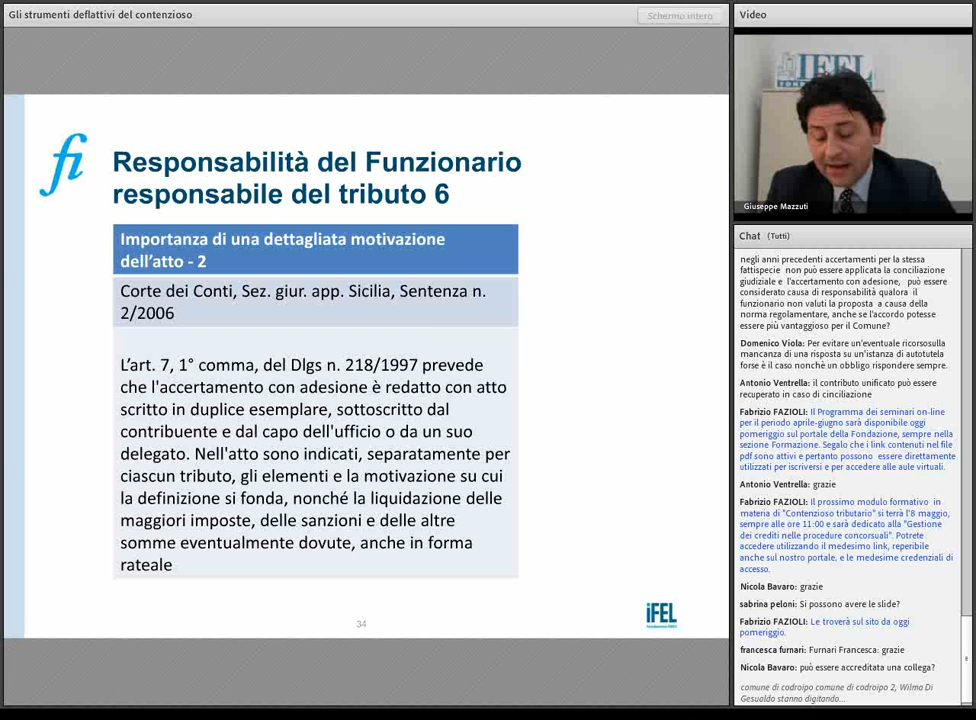 Gli strumenti deflattivi del contenzioso
Schermo intero
Video
fi
Responsabilità del Funzionario
responsabile del tributo 6
Importanza di una dettagliata motivazione
dell'atto - 2
Corte dei Conti, Sez. giur. app. Sicilia, Sentenza n.
2/2006
L'art. 7, 1° comma, del Dlgs n. 218/1997 prevede
che l'accertamento con adesione è redatto con atto
scritto in duplice esemplare, sottoscritto dal
contribuente e dal capo dell'ufficio o da un suo
delegato. Nell'atto sono indicati, separatamente per
ciascun tributo, gli elementi e la motivazione su cui
la definizione si fonda, nonché la liquidazione delle
maggiori imposte, delle sanzioni e delle altre
somme eventualmente dovute, anche in forma
rateale
34
iFEL
IFEL
Giuseppe Mazzuti
Chat (Tutti)
negli anni precedenti accertamenti per la stessa
fattispecie non può essere applicata la conciliazione
giudiziale e l'accertamento con adesione, può essere
considerato causa di responsabilità qualora il
funzionario non valuti la proposta a causa della
norma regolamentare, anche se l'accordo potesse
essere più vantaggioso per il Comune?
Domenico Viola: Per evitare un'eventuale ricorsosulla
mancanza di una risposta su un'istanza di autotutela
forse è il caso nonchè un obbligo rispondere sempre.
Antonio Ventrella: il contributo unificato può essere
recuperato in caso di cinciliazione
Fabrizio FAZIOLI: Il Programma dei seminari on-line
per il periodo aprile-giugno sarà disponibile oggi
pomeriggio sul portale della Fondazione, sempre nella
sezione Formazione. Segalo che i link contenuti nel file
pdf sono attivi e pertanto possono essere direttamente
utilizzati per iscriversi e per accedere alle aule virtuali.
Antonio Ventrella: grazie
Fabrizio FAZIOLI: Il prossimo modulo formativo in
materia di "Contenzioso tributario" si terrà l'8 maggio,
sempre alle ore 11:00 e sarà dedicato alla "Gestione
dei crediti nelle procedure concorsuali". Potrete
accedere utilizzando il medesimo link, reperibile
anche sul nostro portale, e le medesime credenziali di
accesso.
Nicola Bavaro: grazie
sabrina peloni: Si possono avere le slide?
Fabrizio FAZIOLI: Le troverà sul sito da oggi
pomeriggio.
francesca furnari: Furnari Francesca: grazie
Nicola Bavaro: può essere accreditata una collega?
comune di codroipo comune di codroipo 2, Wilma Di
Gesualdo stanno digitando...